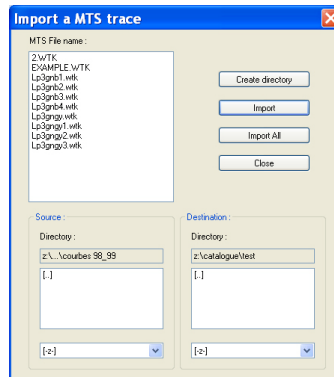 Import a MTS trace
MTS File name :
2.WTK
EXAMPLE.WTK
Lp3gnb1.wtk
Lp3gnb2.wtk
Lp3gnb3.wtk
Lp3gnb4.wtk
Lp3gngy.wtk
Lp3gngy1.wtk
Lp3gngy2.wtk
Lp3gngy3.wtk
Create directory
Import
Import All
Close
Source :
Directory :
z:\...\courbes 98_99
[..]
[-z-]
Destination :
Directory :
z:\catalogue\test
[..]
[-z-]